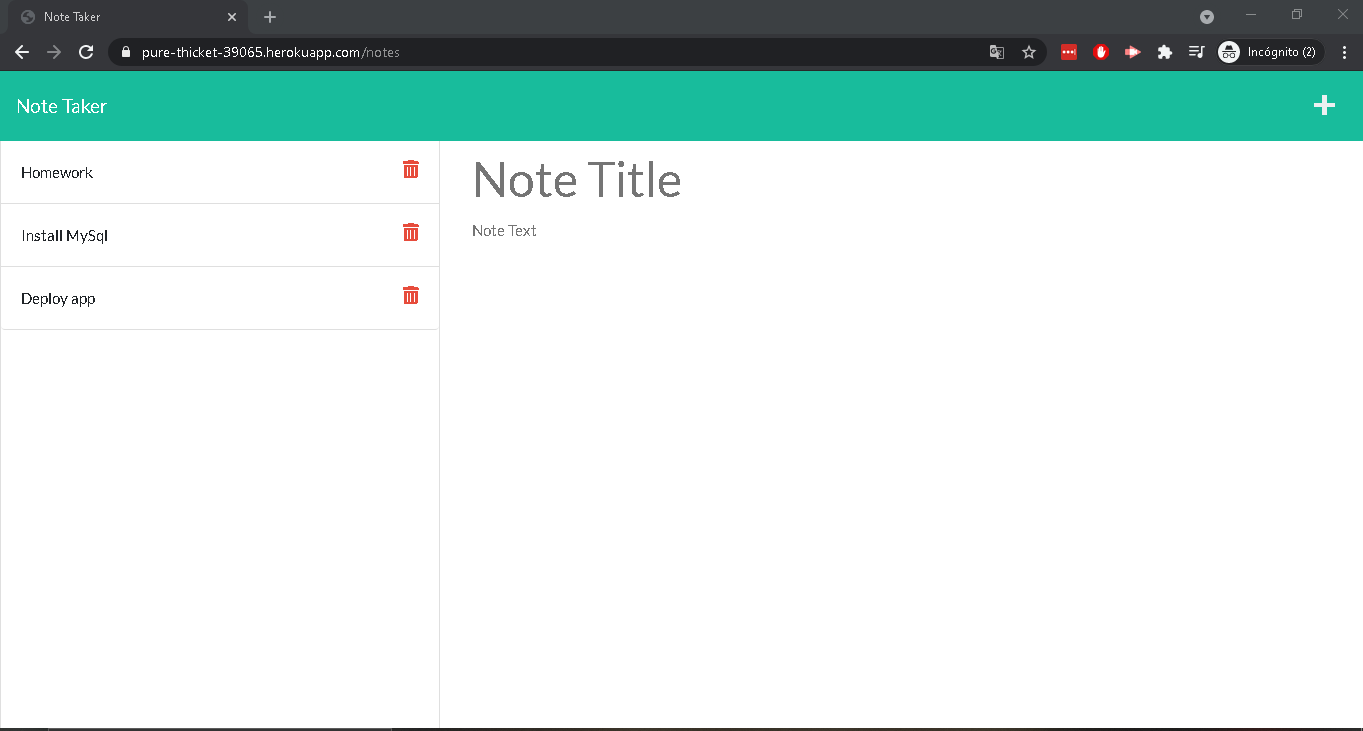 Note Taker
pure-thicket-39065.herokuapp.com/notes
Incógnito (2)
Note Taker
Homework
Install MySql
Deploy app
Note Title
Note Text